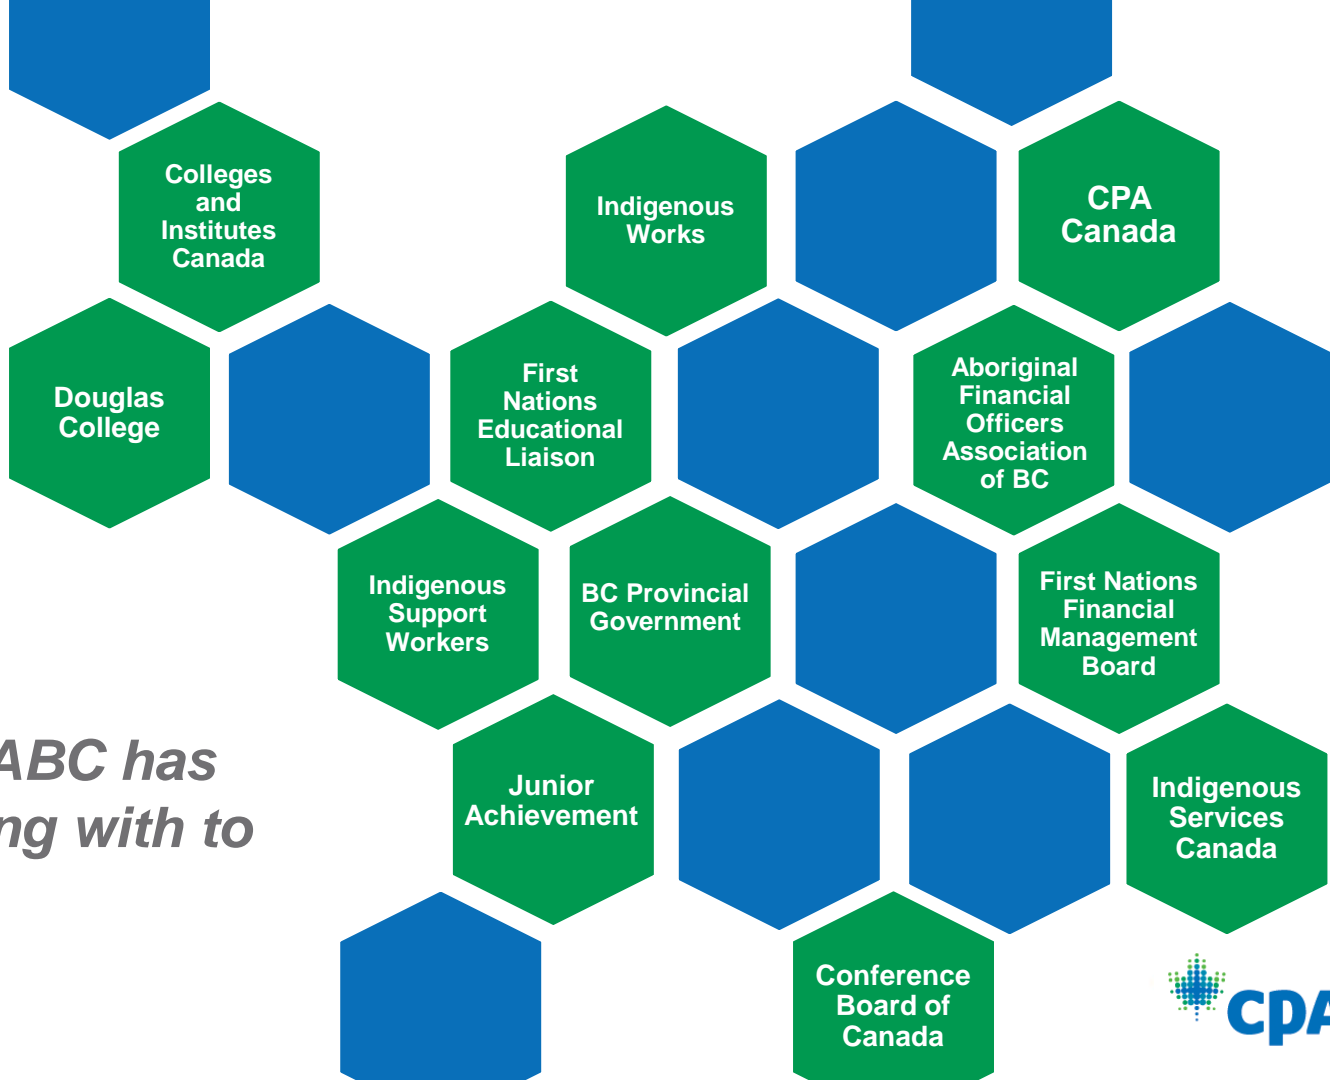 Colleges
and
Institutes
Canada
Indigenous
Works
CPA
Canada
Douglas
College
First
Nations
Educational
Liaison
Aboriginal
Financial
Officers
Association
of BC
Indigenous
Support
Workers
BC Provincial
Government
First Nations
Financial
Management
Board
ABC has
ng with to
Junior
Achievement
Indigenous
Services
Canada
Conference
Board of
Canada
CPA